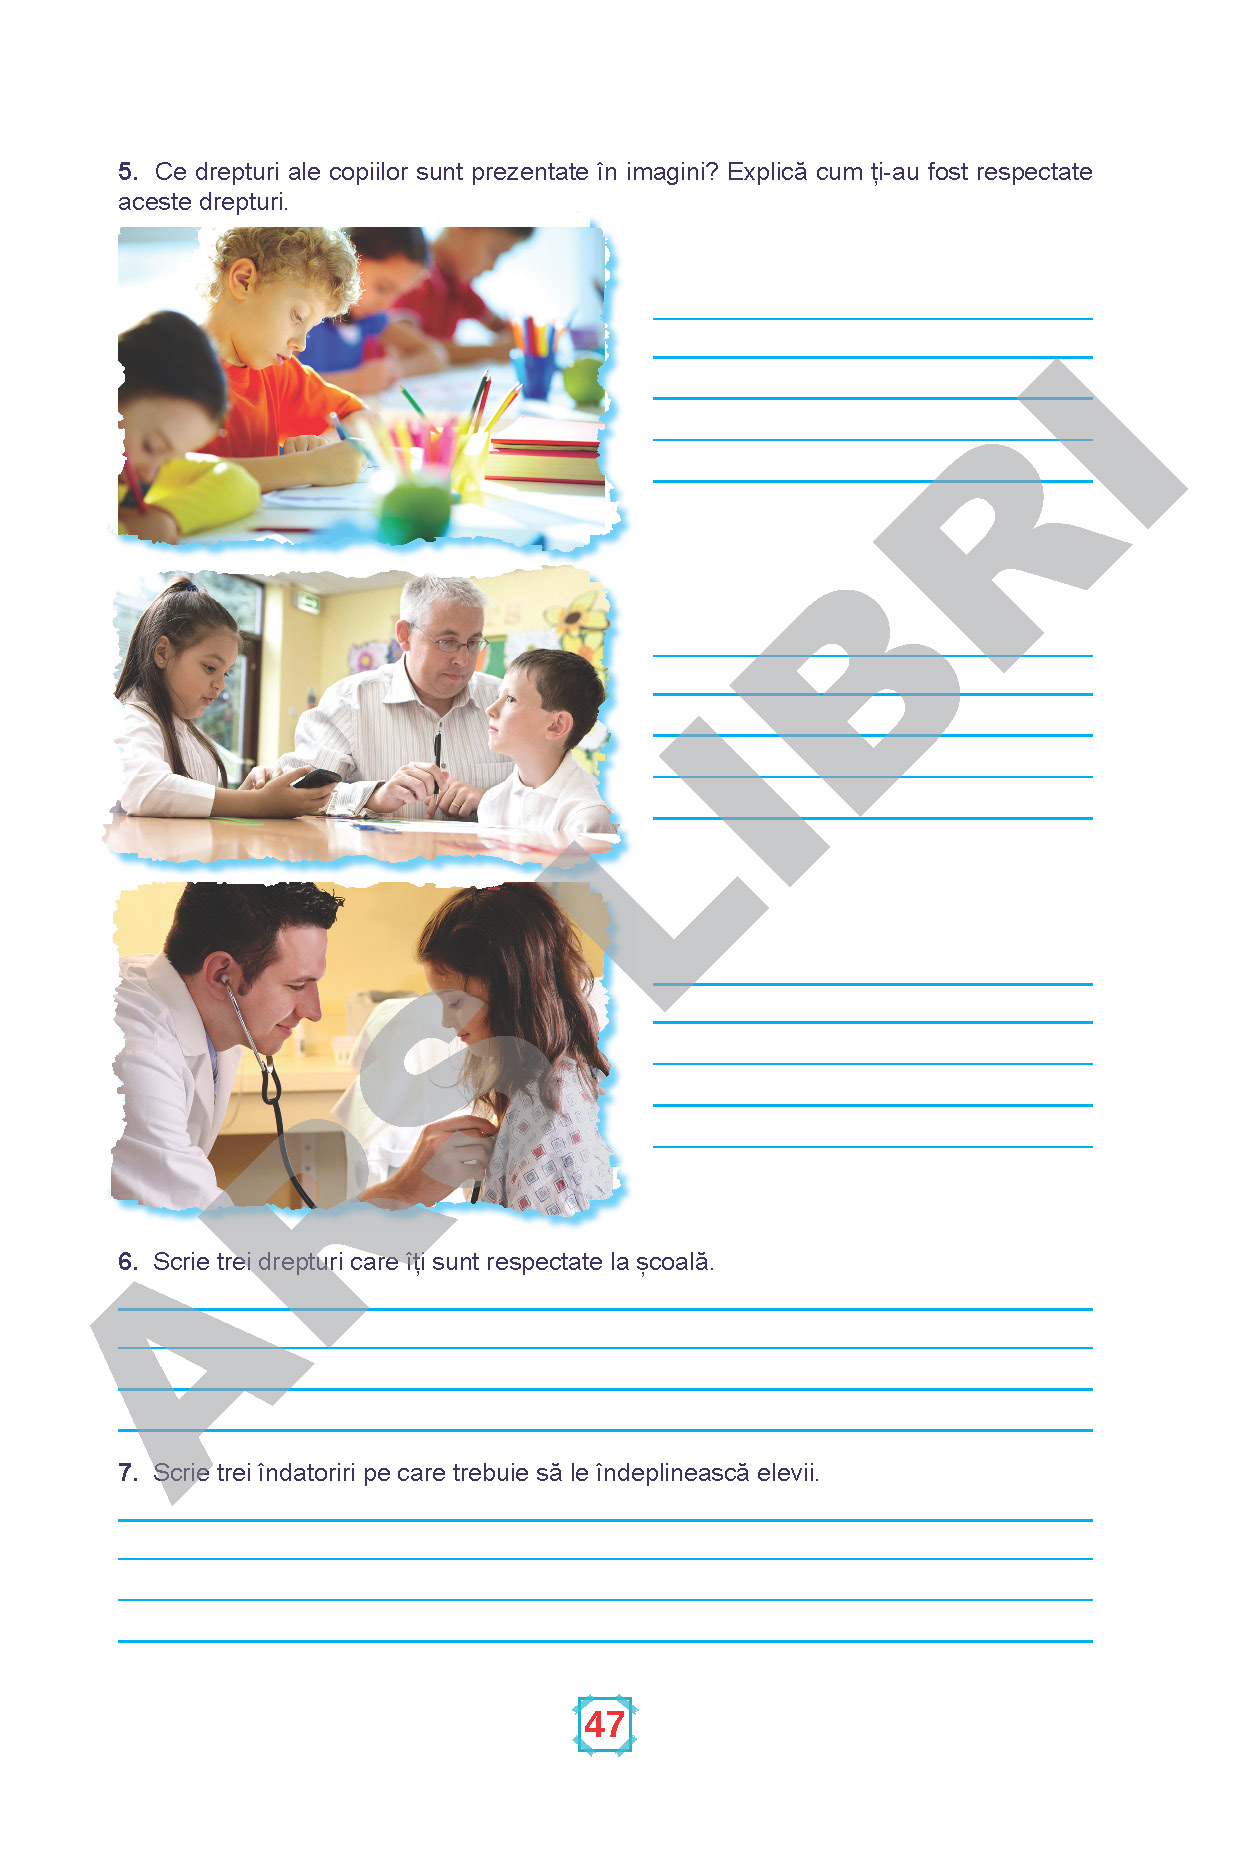 5. Ce drepturi ale copiilor sunt prezentate în imagini? Explică cum ți-au fost respectate
aceste drepturi.
6. Scrie trei drepturi care îți sunt respectate la școală.
7. Scrie trei îndatoriri pe care trebuie să le îndeplinească elevii.
47
ARS LIBRI